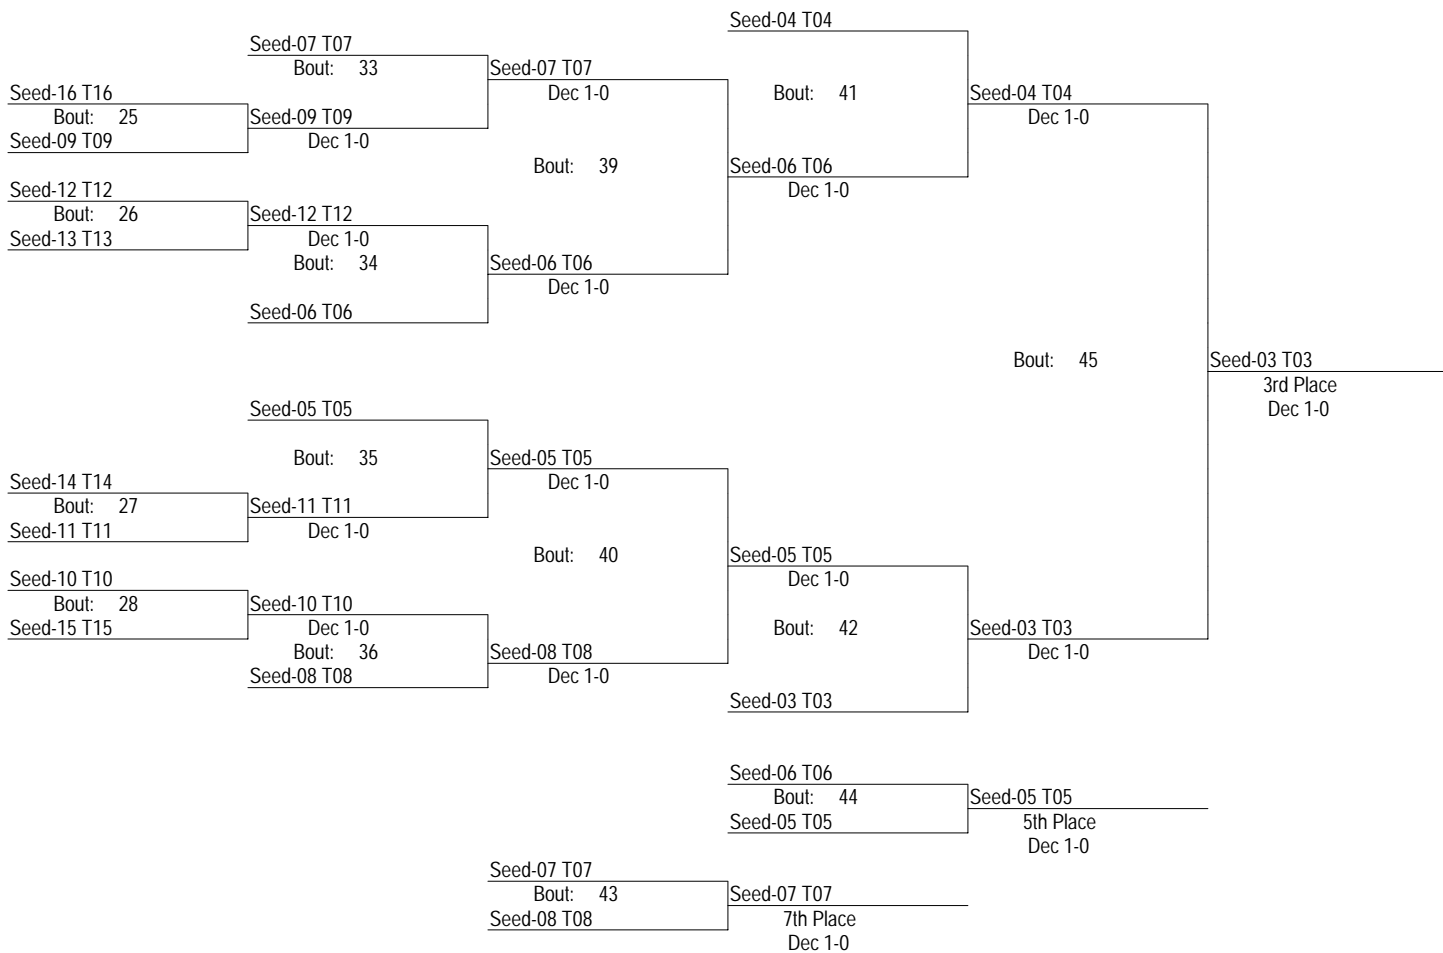 Seed-04 T04
Seed-07 T07
Bout: 33
Seed-07 T07
Seed-16 T16
Dec 1-0
Bout: 41
Seed-04 T04
Bout: 25
Seed-09 T09
Dec 1-0
Seed-09 T09
Dec 1-0
Bout: 39
Seed-06 T06
Seed-12 T12
Dec 1-0
Bout: 26
Seed-12 T12
Seed-13 T13
Dec 1-0
Bout: 34
Seed-06 T06
Dec 1-0
Seed-06 T06
Bout: 45
Seed-03 T03
3rd Place
Dec 1-0
Seed-05 T05
Bout: 35
Seed-05 T05
Seed-14 T14
Dec 1-0
Bout: 27
Seed-11 T11
Seed-11 T11
Dec 1-0
Bout: 40
Seed-05 T05
Seed-10 T10
Dec 1-0
Bout: 28
Seed-10 T10
Seed-15 T15
Dec 1-0
Bout: 42
Seed-03 T03
Bout: 36
Seed-08 T08
Dec 1-0
Seed-08 T08
Dec 1-0
Seed-03 T03
Seed-06 T06
Bout: 44
Seed-05 T05
Seed-05 T05
5th Place
Dec 1-0
Seed-07 T07
Bout: 43
Seed-07 T07
Seed-08 T08
7th Place
Dec 1-0